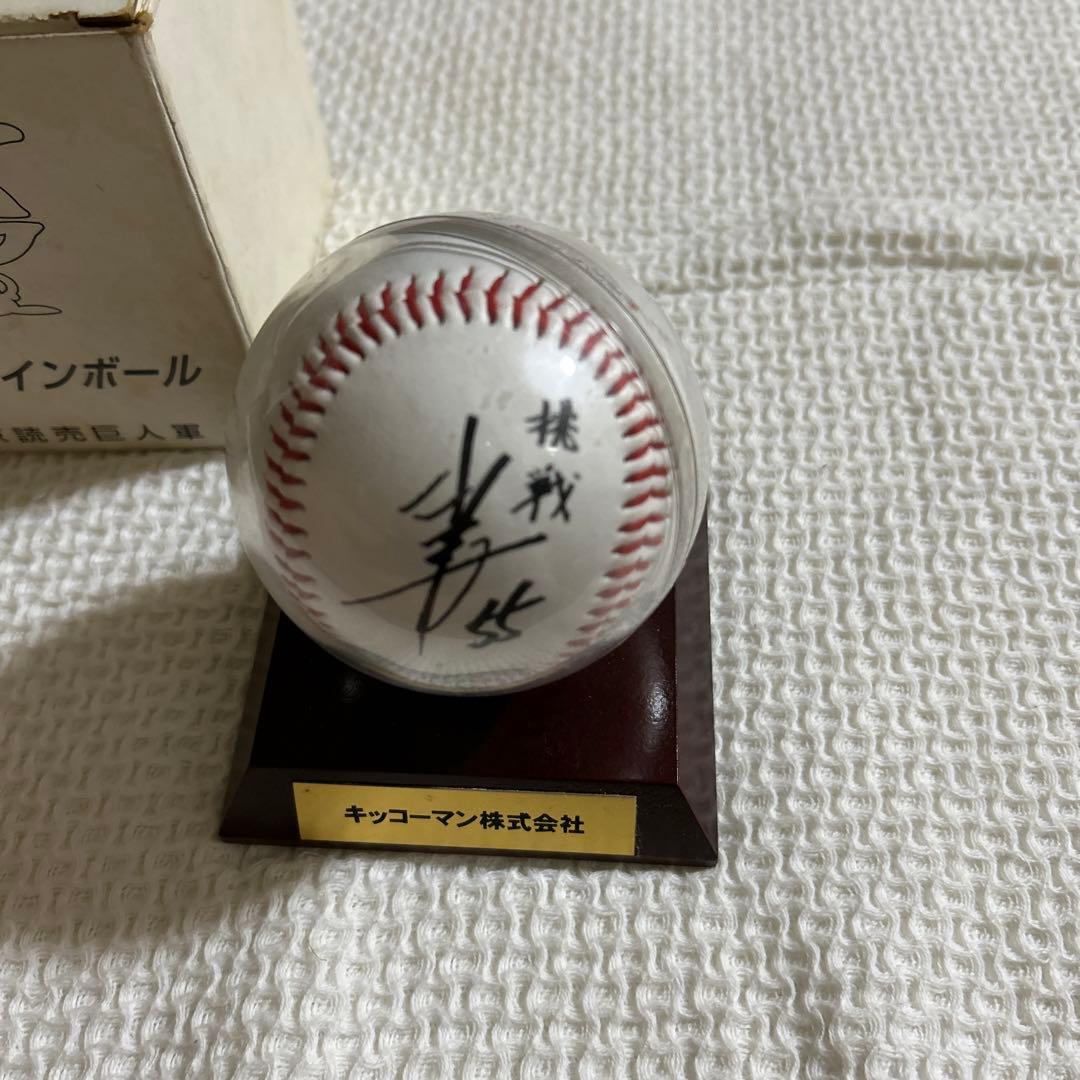 インボール
読売巨人軍
挑
戦
55
キッコーマン株式会社